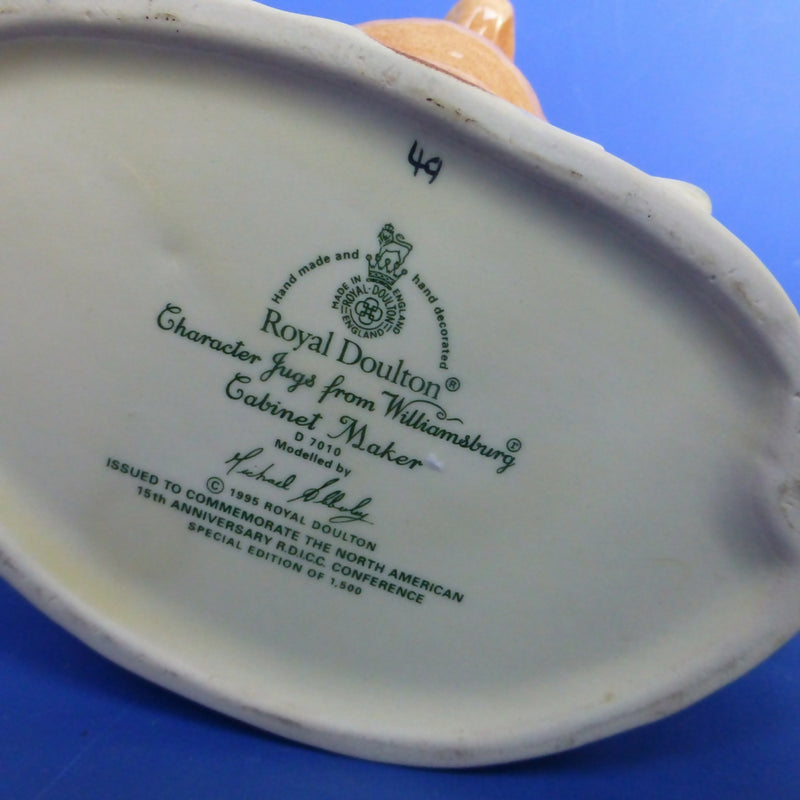 49
Hand made and hand decorated
MADE IN ENGLAND
ROYAL·DOULTON
ENGLAND
Royal Doulton®
Character Jugs from Williamsburg®
Cabinet Maker
D 7010
Modelled by
Michael Abberley
© 1995 ROYAL DOULTON
ISSUED TO COMMEMORATE THE NORTH AMERICAN
15th ANNIVERSARY R.D.I.C.C. CONFERENCE
SPECIAL EDITION OF 1,500